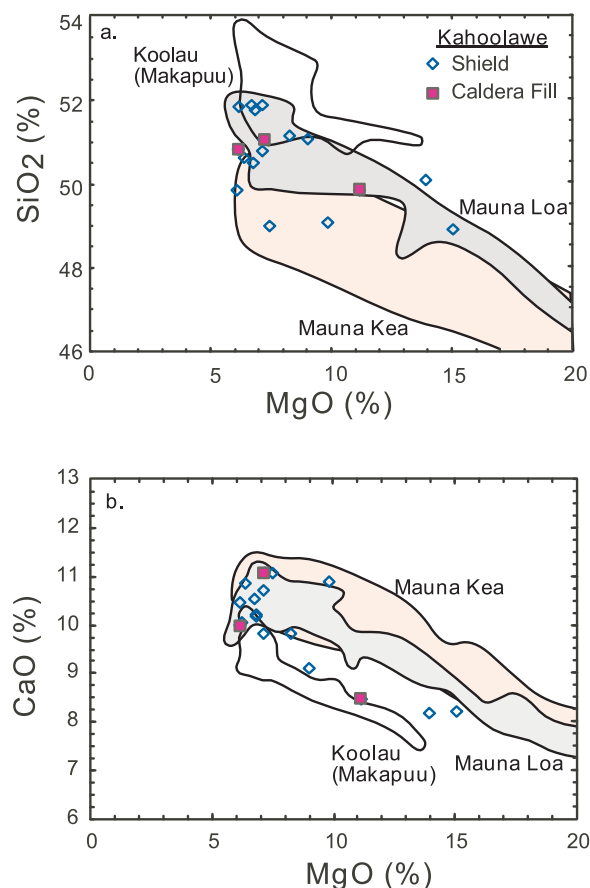 54
52
50
48
46
SiO2 (%)
a.
Koolau
(Makapuu)
Kahoolawe
Shield
Caldera Fill
Mauna Loa
Mauna Kea
0
5
10
15
20
MgO (%)
13
12
11
10
9
8
7
6
CaO (%)
b.
Mauna Kea
Koolau
(Makapuu)
Mauna Loa
0
5
10
15
20
MgO (%)